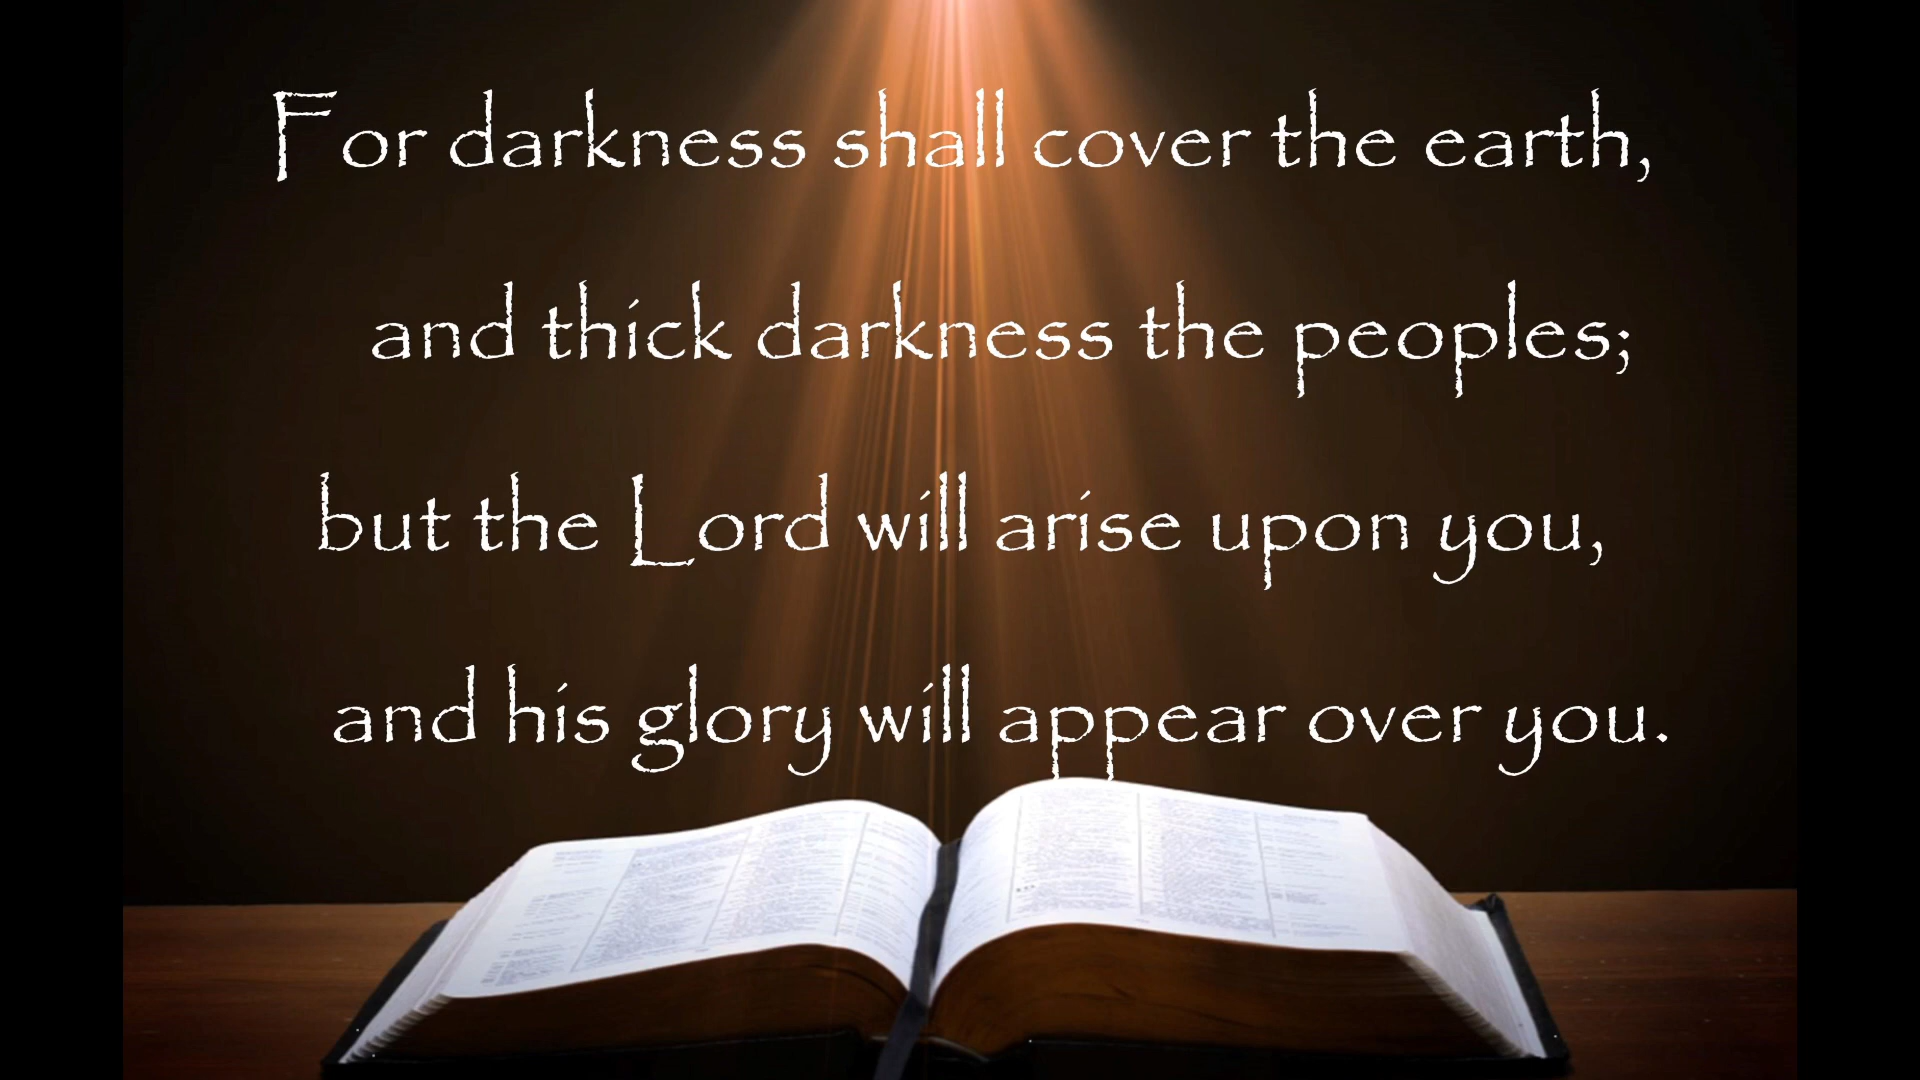 For darkness shall cover the earth,
and thick darkness the peoples;
but the Lord will arise upon you,
and his glory will appear over you.